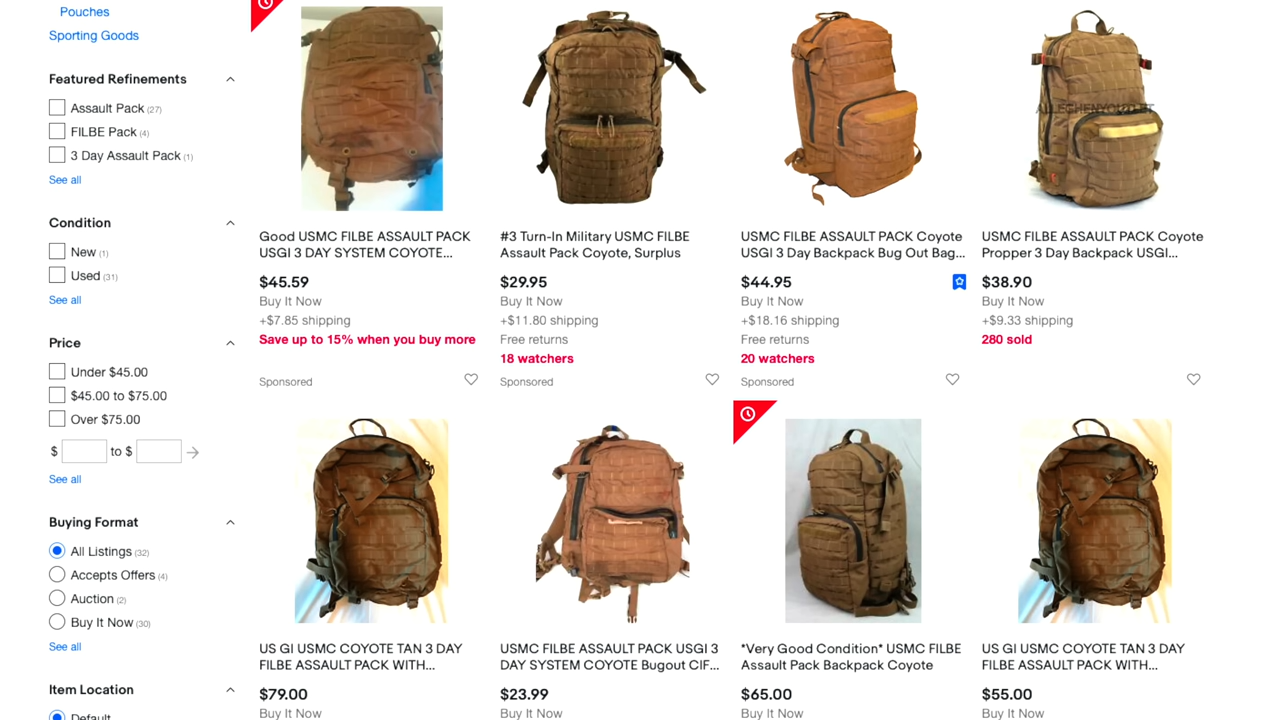 Pouches
Sporting Goods
Featured Refinements
Assault Pack (27)
FILBE Pack (4)
3 Day Assault Pack (1)
See all
Condition
New (1)
Used (31)
See all
Price
Under $45.00
$45.00 to $75.00
Over $75.00
$ to $
See all
Buying Format
All Listings (32)
Accepts Offers (4)
Auction (2)
Buy It Now (30)
See all
Item Location
Default
Good USMC FILBE ASSAULT PACK
USGI 3 DAY SYSTEM COYOTE...
$45.59
Buy It Now
+$7.85 shipping
Save up to 15% when you buy more
Sponsored
#3 Turn-In Military USMC FILBE
Assault Pack Coyote, Surplus
$29.95
Buy It Now
+$11.80 shipping
Free returns
18 watchers
Sponsored
USMC FILBE ASSAULT PACK Coyote
USGI 3 Day Backpack Bug Out Bag...
$44.95
Buy It Now
+$18.16 shipping
Free returns
20 watchers
Sponsored
ALLEGHENYOUTLET
USMC FILBE ASSAULT PACK Coyote
Propper 3 Day Backpack USGI...
$38.90
Buy It Now
+$9.33 shipping
280 sold
US GI USMC COYOTE TAN 3 DAY
FILBE ASSAULT PACK WITH...
$79.00
Buy It Now
USMC FILBE ASSAULT PACK USGI 3
DAY SYSTEM COYOTE Bugout CIF...
$23.99
Buy It Now
*Very Good Condition* USMC FILBE
Assault Pack Backpack Coyote
$65.00
Buy It Now
US GI USMC COYOTE TAN 3 DAY
FILBE ASSAULT PACK WITH...
$55.00
Buy It Now